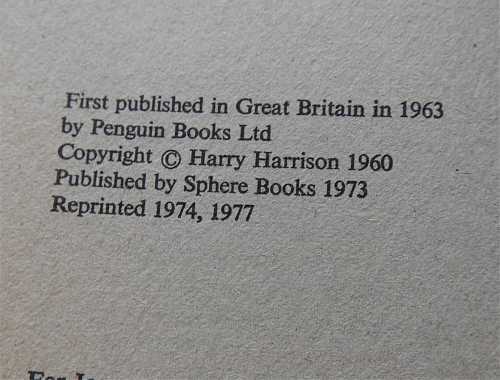 First published in Great Britain in 1963
by Penguin Books Ltd
Copyright © Harry Harrison 1960
Published by Sphere Books 1973
Reprinted 1974, 1977
For